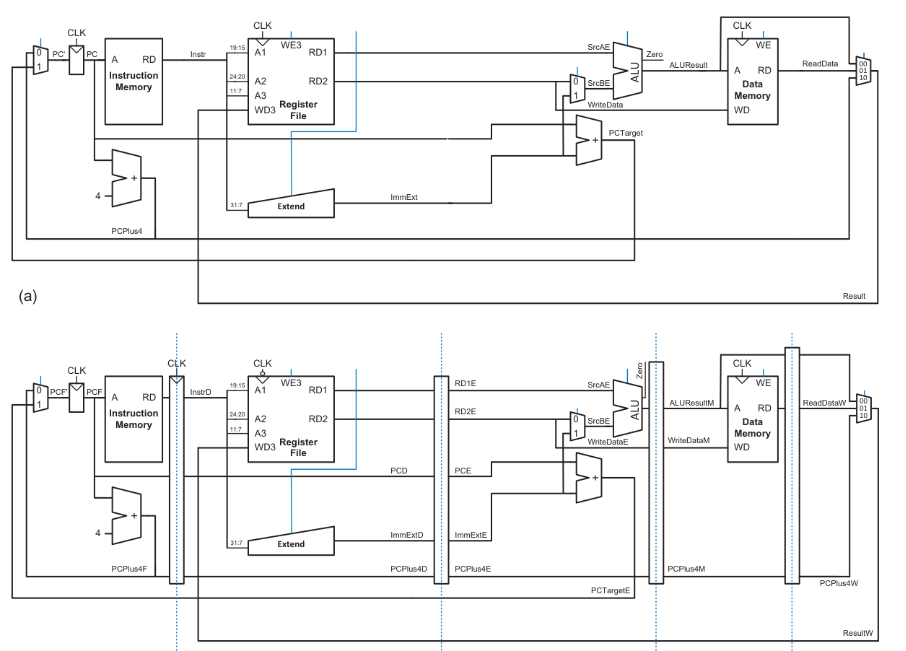 CLK CLK CLK
WE3 WE
0
1
PC' PC A RD Instr 19:15 A1 RD1 SrcAE Zero
Instruction
Memory
24:20 A2 RD2 0 SrcBE ALU ALUResult A RD ReadData 00
01
10
11:7 A3 1 Data
Memory
WD3 Register
File
WriteData WD
+ PCTarget
+
4
31:7 Extend ImmExt
PCPlus4
(a) Result
CLK CLK CLK CLK
WE3 WE
0
1
PCF' PCF A RD InstrD 19:15 A1 RD1 RD1E SrcAE Zero
Instruction
Memory
24:20 A2 RD2 RD2E 0 SrcBE ALU ALUResultM A RD ReadDataW 00
01
10
11:7 A3 1 Data
Memory
WD3 Register
File
WriteDataE WriteDataM WD
PCD PCE +
+
4
31:7 Extend ImmExtD ImmExtE
PCPlus4F PCPlus4D PCPlus4E PCPlus4M PCPlus4W
PCTargetE
ResultW